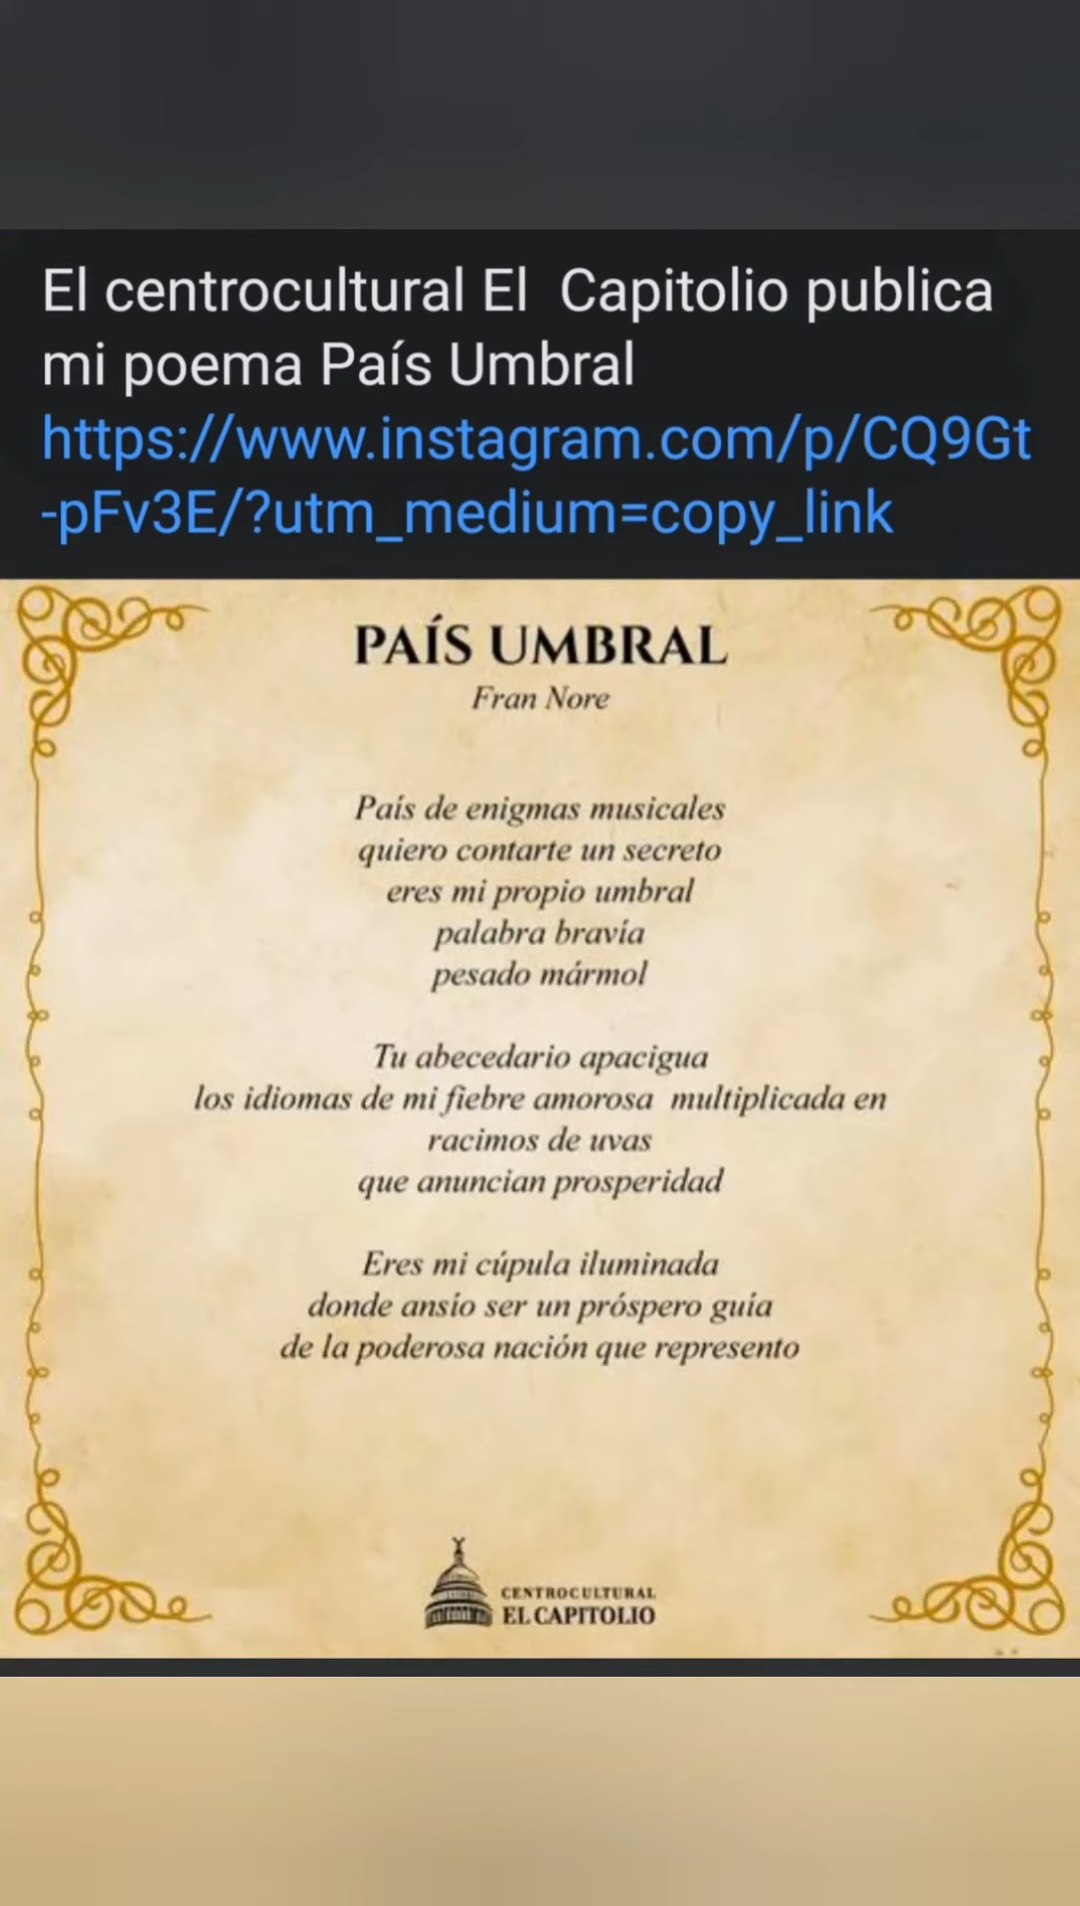 El centrocultural El  Capitolio publica
mi poema País Umbral
https://www.instagram.com/p/CQ9Gt
-pFv3E/?utm_medium=copy_link
PAÍS UMBRAL
Fran Nore
País de enigmas musicales
quiero contarte un secreto
eres mi propio umbral
palabra bravía
pesado mármol
Tu abecedario apacigua
los idiomas de mi fiebre amorosa  multiplicada en
racimos de uvas
que anuncian prosperidad
Eres mi cúpula iluminada
donde ansío ser un próspero guía
de la poderosa nación que represento
CENTROCULTURAL
EL CAPITOLIO